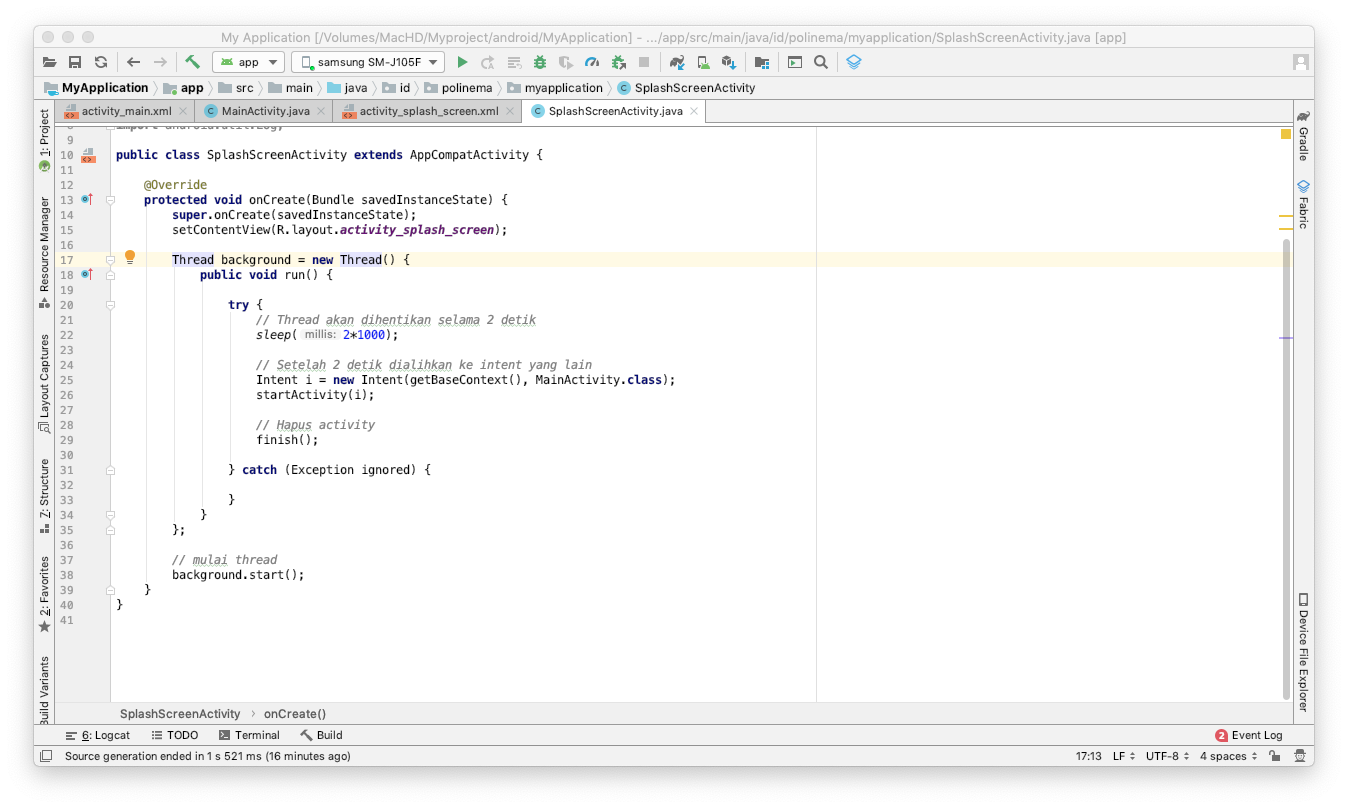 My Application [/Volumes/MacHD/Myproject/android/MyApplication] - .../app/src/main/java/id/polinema/myapplication/SplashScreenActivity.java [app]
app
samsung SM-J105F
MyApplication app src main java id polinema myapplication SplashScreenActivity
activity_main.xml MainActivity.java activity_splash_screen.xml SplashScreenActivity.java
1: Project
Resource Manager
Layout Captures
7: Structure
2: Favorites
Build Variants
8 import android.util.Log;
9
10 public class SplashScreenActivity extends AppCompatActivity {
11
12 @Override
13 protected void onCreate(Bundle savedInstanceState) {
14 super.onCreate(savedInstanceState);
15 setContentView(R.layout.activity_splash_screen);
16
17 Thread background = new Thread() {
18 public void run() {
19
20 try {
21 // Thread akan dihentikan selama 2 detik
22 sleep( millis: 2*1000);
23
24 // Setelah 2 detik dialihkan ke intent yang lain
25 Intent i = new Intent(getBaseContext(), MainActivity.class);
26 startActivity(i);
27
28 // Hapus activity
29 finish();
30
31 } catch (Exception ignored) {
32
33 }
34 }
35 };
36
37 // mulai thread
38 background.start();
39 }
40 }
41
Gradle
Fabric
Device File Explorer
SplashScreenActivity › onCreate()
6: Logcat TODO Terminal Build 2 Event Log
Source generation ended in 1 s 521 ms (16 minutes ago) 17:13 LF UTF-8 4 spaces